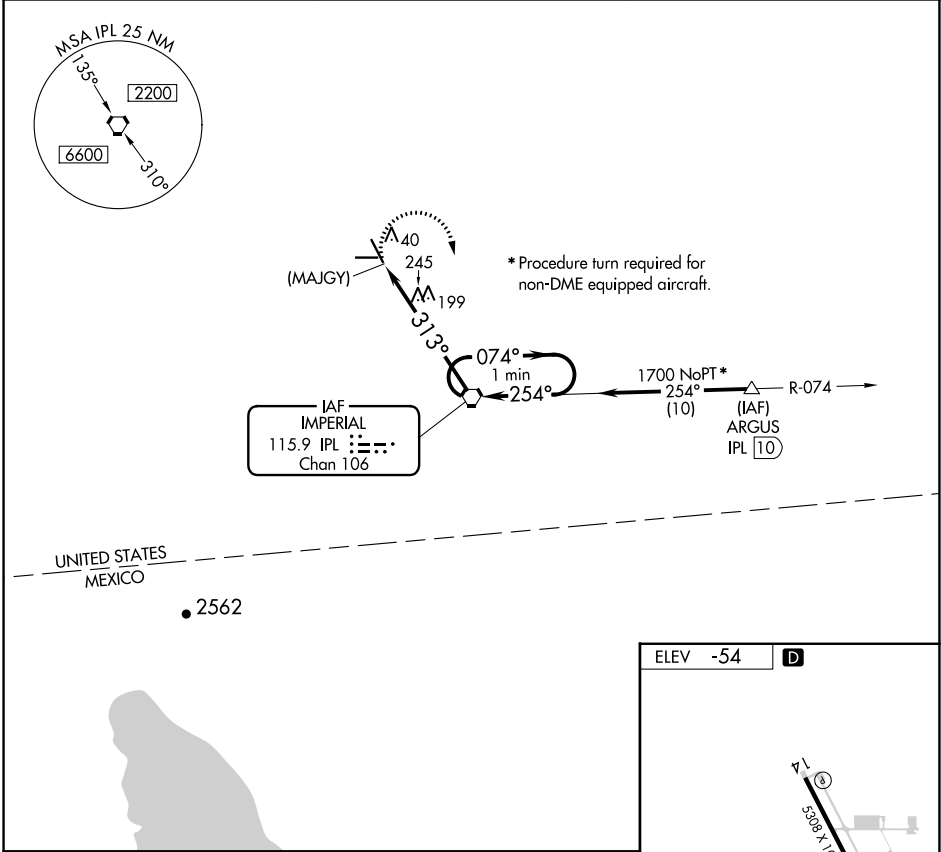 MSA IPL 25 NM
135°
2200
6600
310°
40
245
(MAJGY)
199
* Procedure turn required for
non-DME equipped aircraft.
313°
074°
1 min
254°
1700 NoPT *
254°
(10)
R-074
(IAF)
ARGUS
IPL 10
IAF
IMPERIAL
115.9 IPL
Chan 106
UNITED STATES
MEXICO
2562
ELEV -54 D
14
5308 X